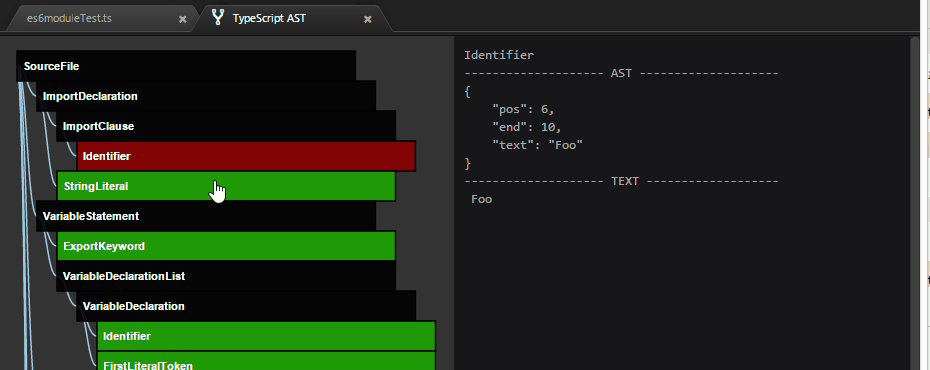 es6moduleTest.ts ×
TypeScript AST ×
SourceFile
ImportDeclaration
ImportClause
Identifier
StringLiteral
VariableStatement
ExportKeyword
VariableDeclarationList
VariableDeclaration
Identifier
FirstLiteralToken
Identifier
------------------- AST -------------------
{
    "pos": 6,
    "end": 10,
    "text": "Foo"
}
------------------- TEXT ------------------
 Foo